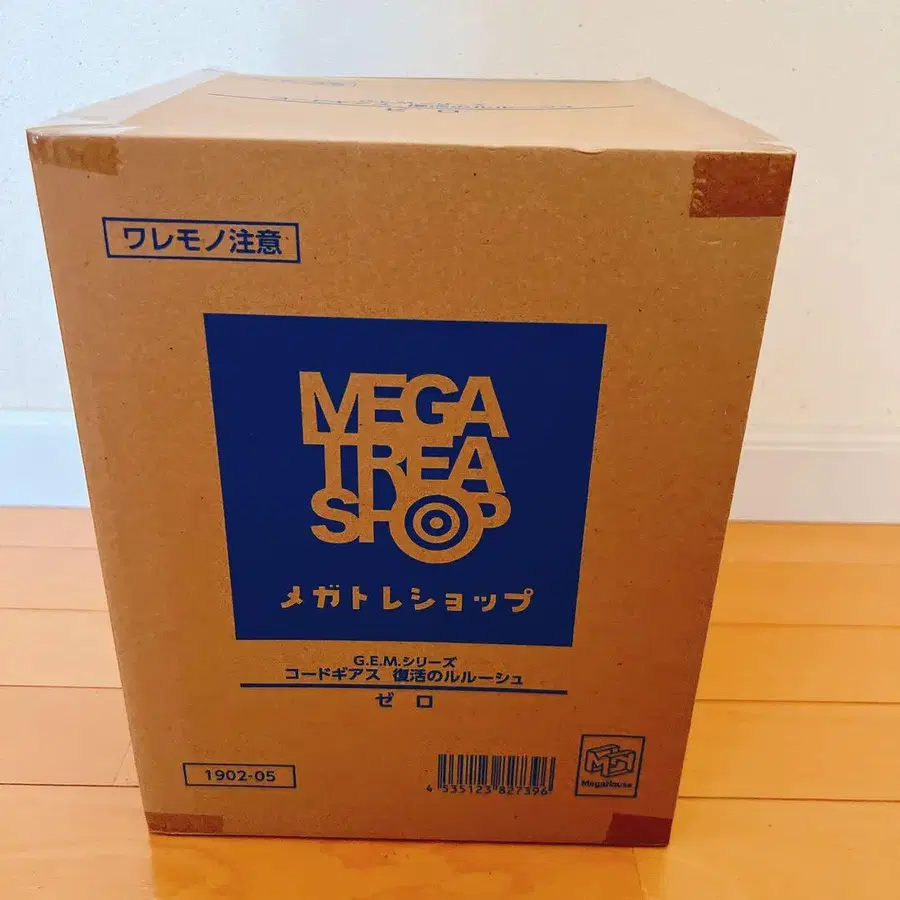 ワレモノ注意
MEGA
TREA
SHOP
メガトレショップ
G.E.M.シリーズ
コードギアス 復活のルルーシュ
ゼロ
1902-05
4 535123 827396
MegaHouse